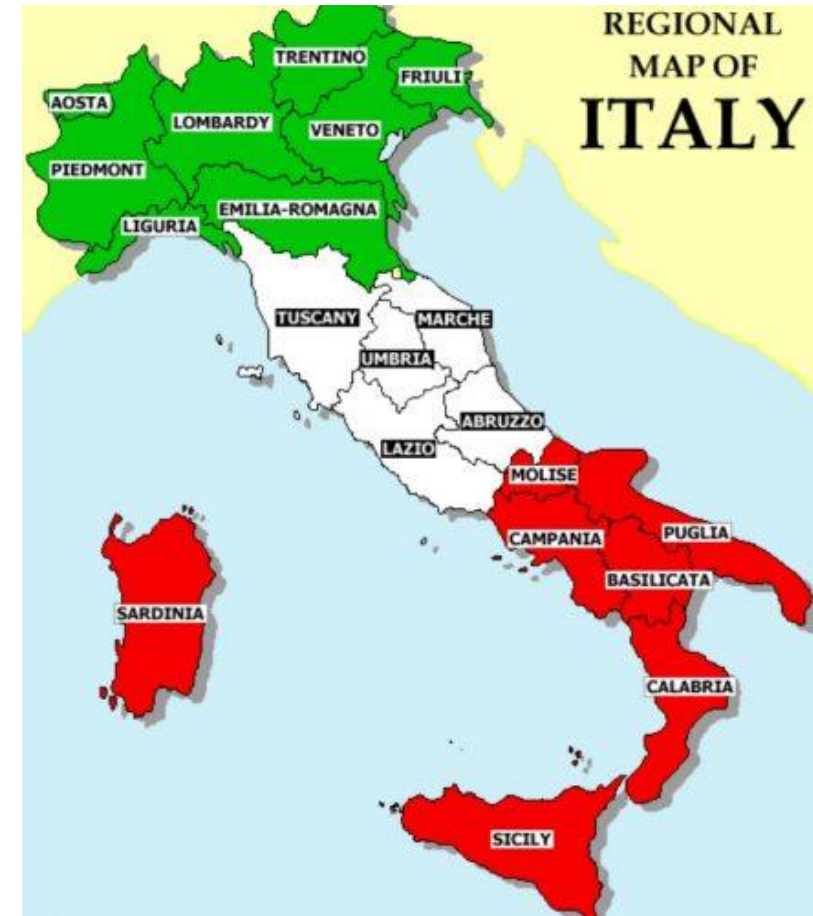 REGIONAL
MAP OF
ITALY
TRENTINO
FRIULI
AOSTA
LOMBARDY
VENETO
PIEDMONT
EMILIA-ROMAGNA
LIGURIA
TUSCANY
MARCHE
UMBRIA
ABRUZZO
LAZIO
MOLISE
PUGLIA
CAMPANIA
BASILICATA
SARDINIA
CALABRIA
SICILY